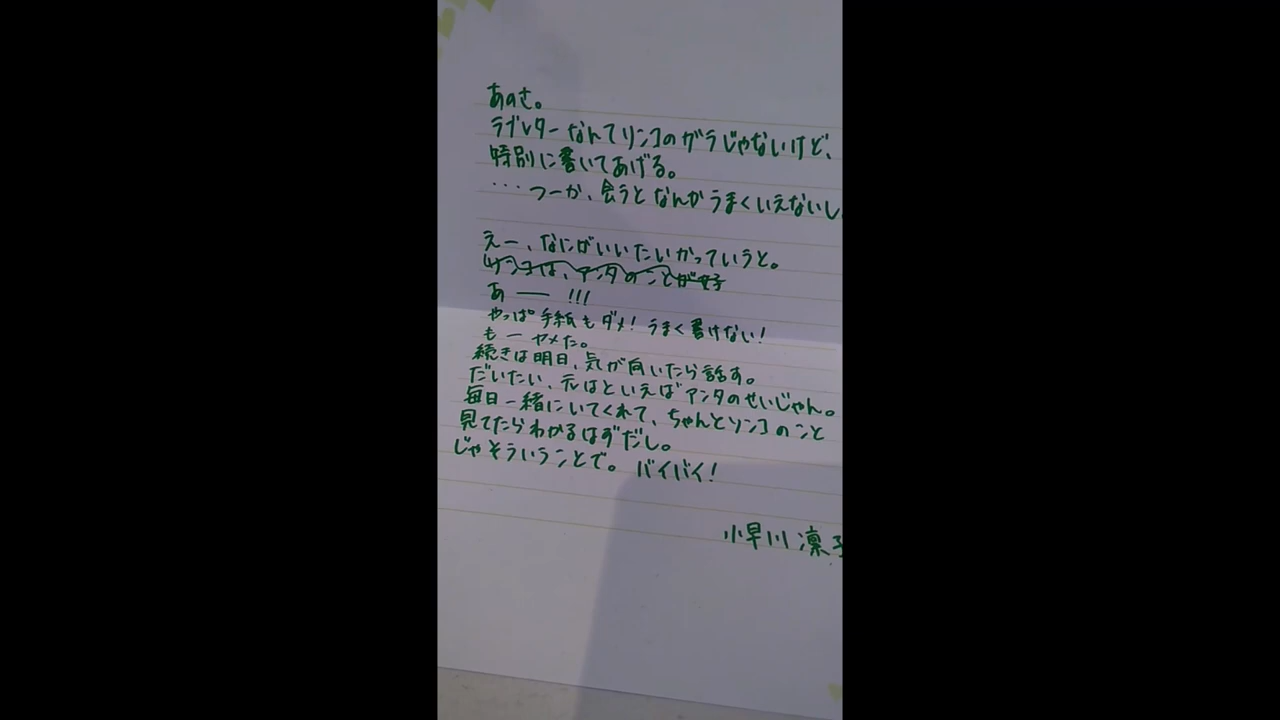 あのさ。
ラブレターなんてリンコのガラじゃないけど、
特別に書いてあげる。
・・・つーか、会うとなんかうまくいえないし。
えー、なにがいいたいかっていうと。
リンコは、アンタのことが好
あ――!!!
やっぱ手紙もダメ!うまく書けない!
もーヤメた。
続きは明日、気が向いたら話す。
だいたい、元はといえばアンタのせいじゃん。
毎日一緒にいてくれて、ちゃんとリンコのこと
見てたらわかるはずだし。
じゃそういうことで。バイバイ!
小早川凛子